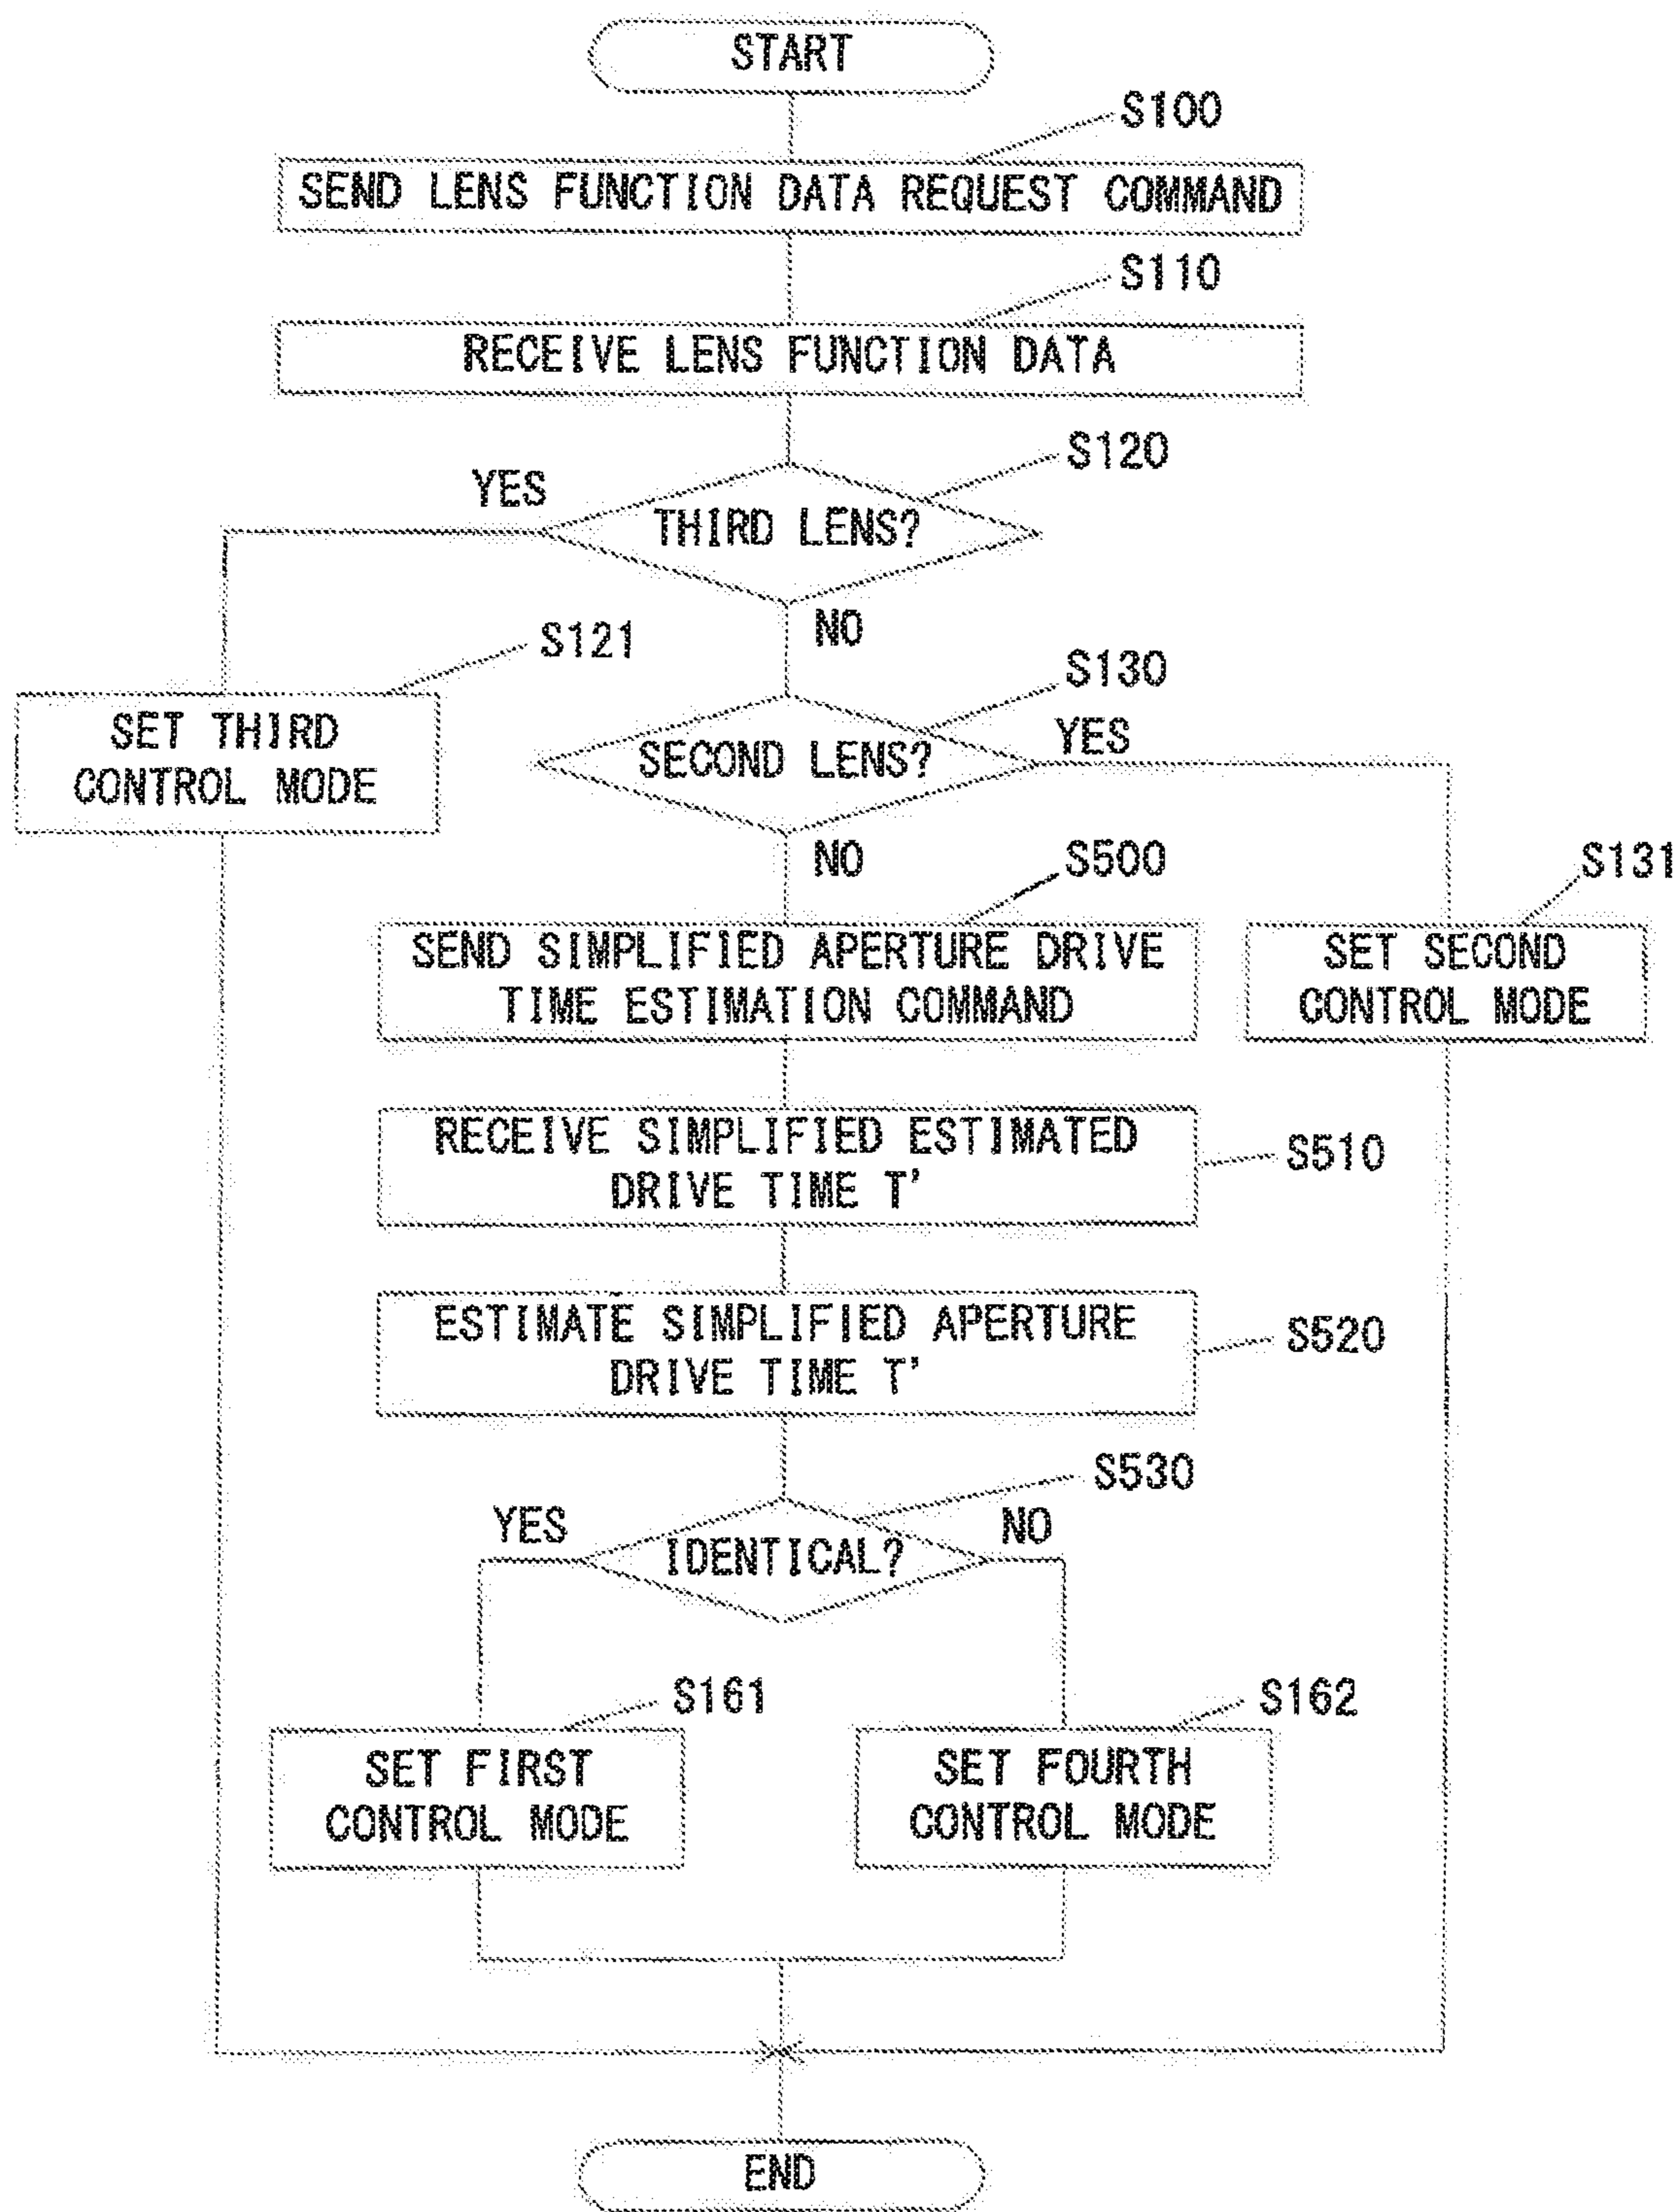 START
S100
SEND LENS FUNCTION DATA REQUEST COMMAND
S110
RECEIVE LENS FUNCTION DATA
S120
YES
THIRD LENS?
NO
S121
SET THIRD
CONTROL MODE
S130
SECOND LENS?
YES
NO
S500
S131
SEND SIMPLIFIED APERTURE DRIVE
TIME ESTIMATION COMMAND
SET SECOND
CONTROL MODE
RECEIVE SIMPLIFIED ESTIMATED
DRIVE TIME T'
S510
ESTIMATE SIMPLIFIED APERTURE
DRIVE TIME T'
S520
S530
YES
IDENTICAL?
NO
S161
SET FIRST
CONTROL MODE
S162
SET FOURTH
CONTROL MODE
END